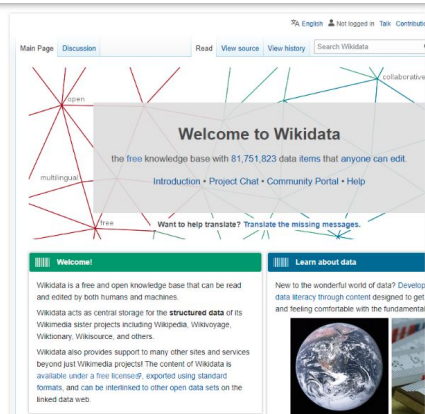 English Not logged in Talk
Main Page Discussion Read View source View history Search Wikidata
collaborative
open
Welcome to Wikidata
the free knowledge base with 81,751,823 data items that anyone can edit.
multilingual
Introduction • Project Chat • Community Portal • Help
free
Want to help translate? Translate the missing messages.
Welcome!
Wikidata is a free and open knowledge base that can be read
and edited by both humans and machines.
Wikidata acts as central storage for the structured data of its
Wikimedia sister projects including Wikipedia, Wikivoyage,
Wiktionary, Wikisource, and others.
Wikidata also provides support to many other sites and services
beyond just Wikimedia projects! The content of Wikidata is
available under a free license, exported using standard
formats, and can be interlinked to other open data sets on the
linked data web.
Learn about data
New to the wonderful world of data? Develop
data literacy through content designed to get
and feeling comfortable with the fundamental